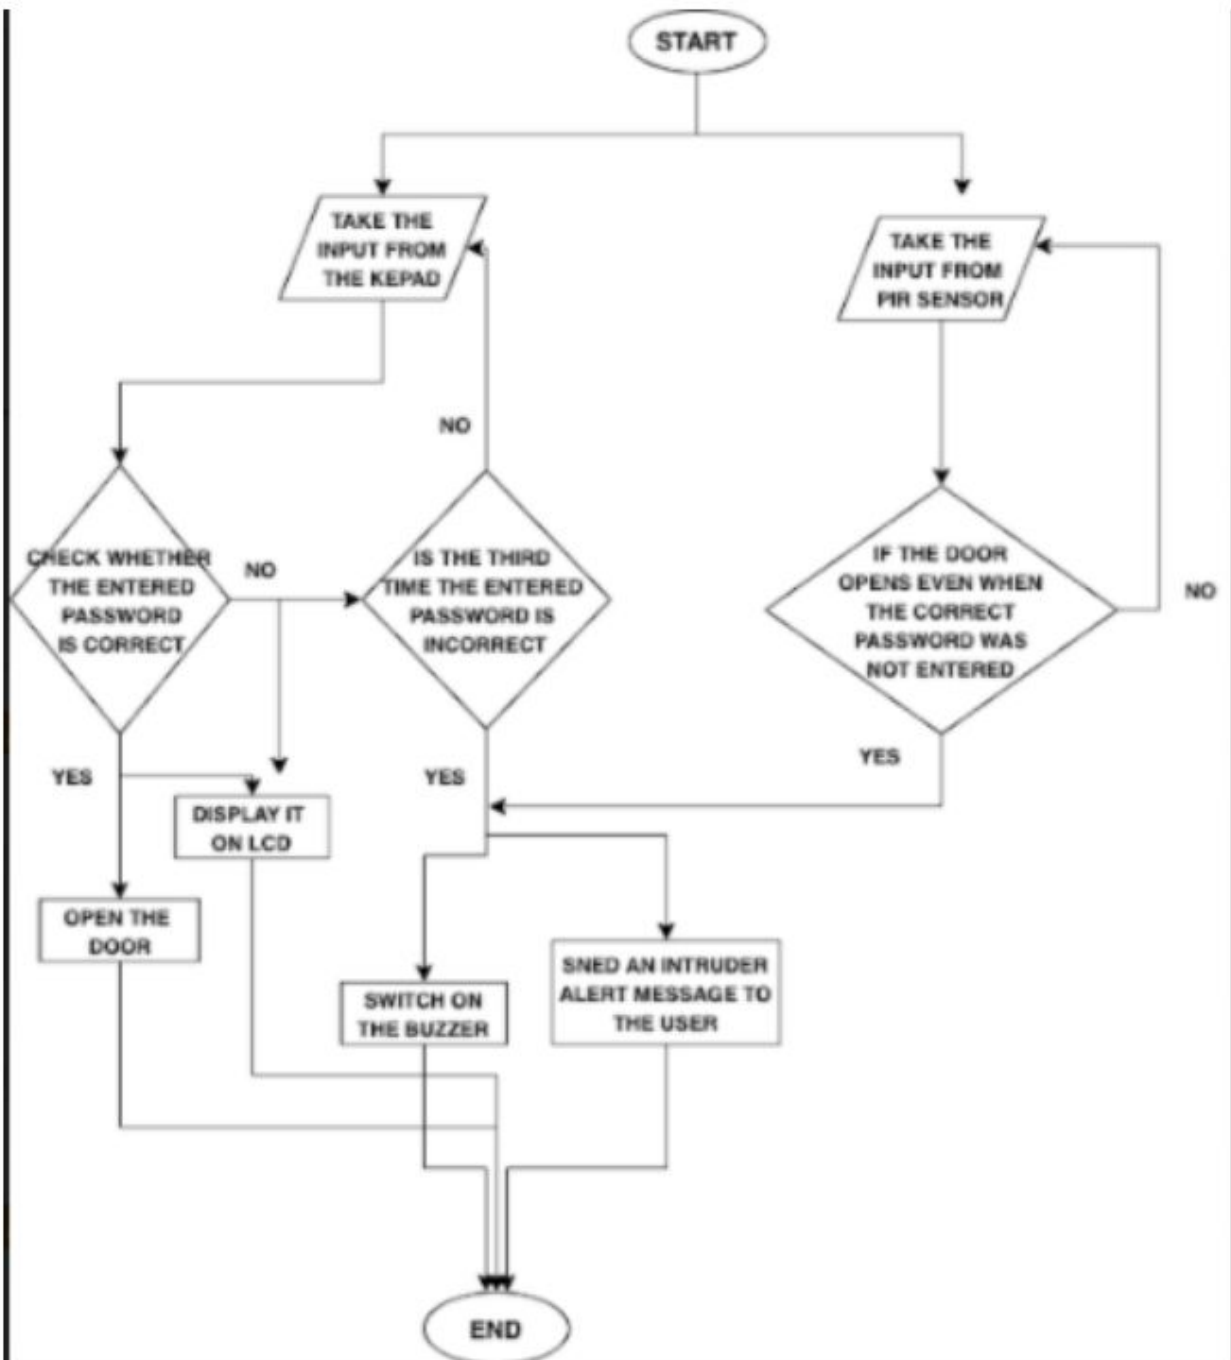 START
TAKE THE
INPUT FROM
THE KEPAD
TAKE THE
INPUT FROM
PIR SENSOR
NO
CHECK WHETHER
THE ENTERED
PASSWORD
IS CORRECT
NO
IS THE THIRD
TIME THE ENTERED
PASSWORD IS
INCORRECT
IF THE DOOR
OPENS EVEN WHEN
THE CORRECT
PASSWORD WAS
NOT ENTERED
NO
YES
YES
YES
DISPLAY IT
ON LCD
OPEN THE
DOOR
SWITCH ON
THE BUZZER
SNED AN INTRUDER
ALERT MESSAGE TO
THE USER
END